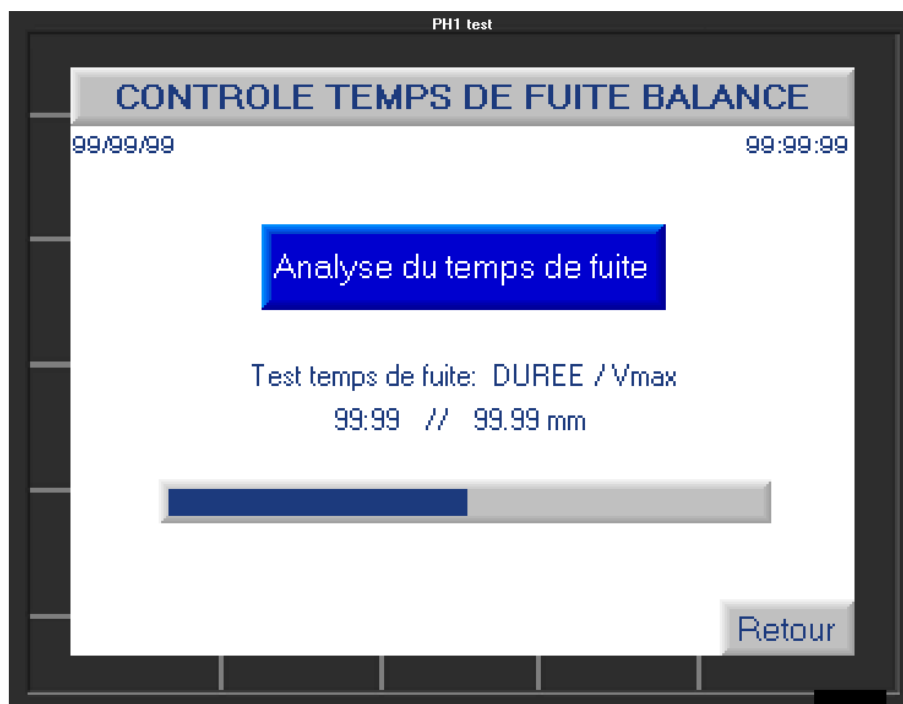 PH1 test
CONTROLE TEMPS DE FUITE BALANCE
99/99/99 99:99:99
Analyse du temps de fuite
Test temps de fuite: DUREE / Vmax
99:99 // 99.99 mm
Retour